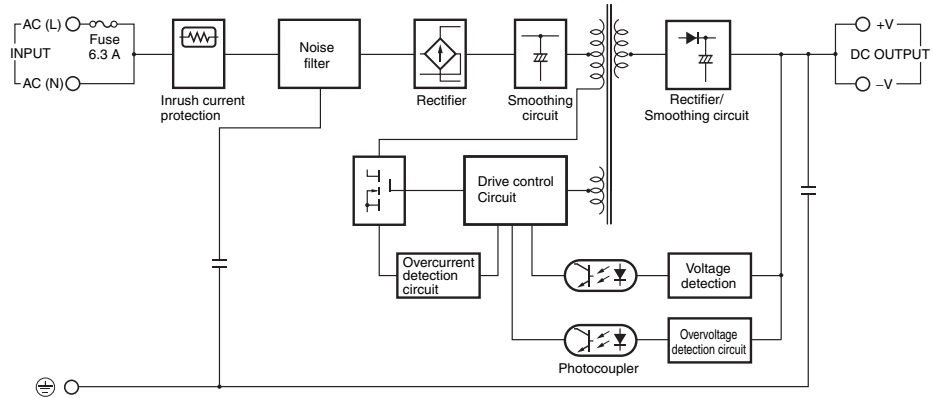 AC (L)
Fuse
6.3 A
INPUT
AC (N)
Inrush current
protection
Noise
filter
Rectifier
Smoothing
circuit
Rectifier/
Smoothing circuit
+V
DC OUTPUT
–V
Drive control
Circuit
Overcurrent
detection
circuit
Voltage
detection
Overvoltage
detection circuit
Photocoupler